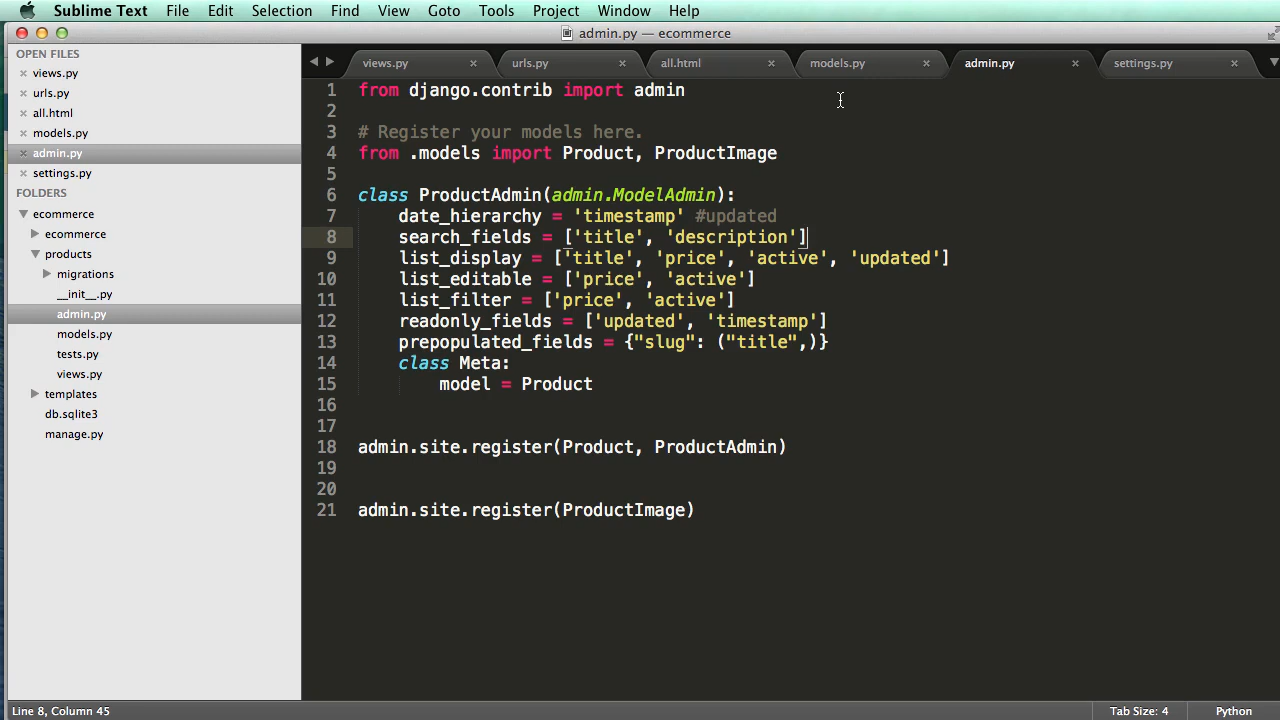 Sublime Text File Edit Selection Find View Goto Tools Project Window Help
admin.py — ecommerce
OPEN FILES
views.py
urls.py
all.html
models.py
admin.py
settings.py
FOLDERS
ecommerce
ecommerce
products
migrations
__init__.py
admin.py
models.py
tests.py
views.py
templates
db.sqlite3
manage.py
views.py urls.py all.html models.py admin.py settings.py
1 from django.contrib import admin
2
3 # Register your models here.
4 from .models import Product, ProductImage
5
6 class ProductAdmin(admin.ModelAdmin):
7 date_hierarchy = 'timestamp' #updated
8 search_fields = ['title', 'description']
9 list_display = ['title', 'price', 'active', 'updated']
10 list_editable = ['price', 'active']
11 list_filter = ['price', 'active']
12 readonly_fields = ['updated', 'timestamp']
13 prepopulated_fields = {"slug": ("title",)}
14 class Meta:
15 model = Product
16
17
18 admin.site.register(Product, ProductAdmin)
19
20
21 admin.site.register(ProductImage)
Line 8, Column 45 Tab Size: 4 Python